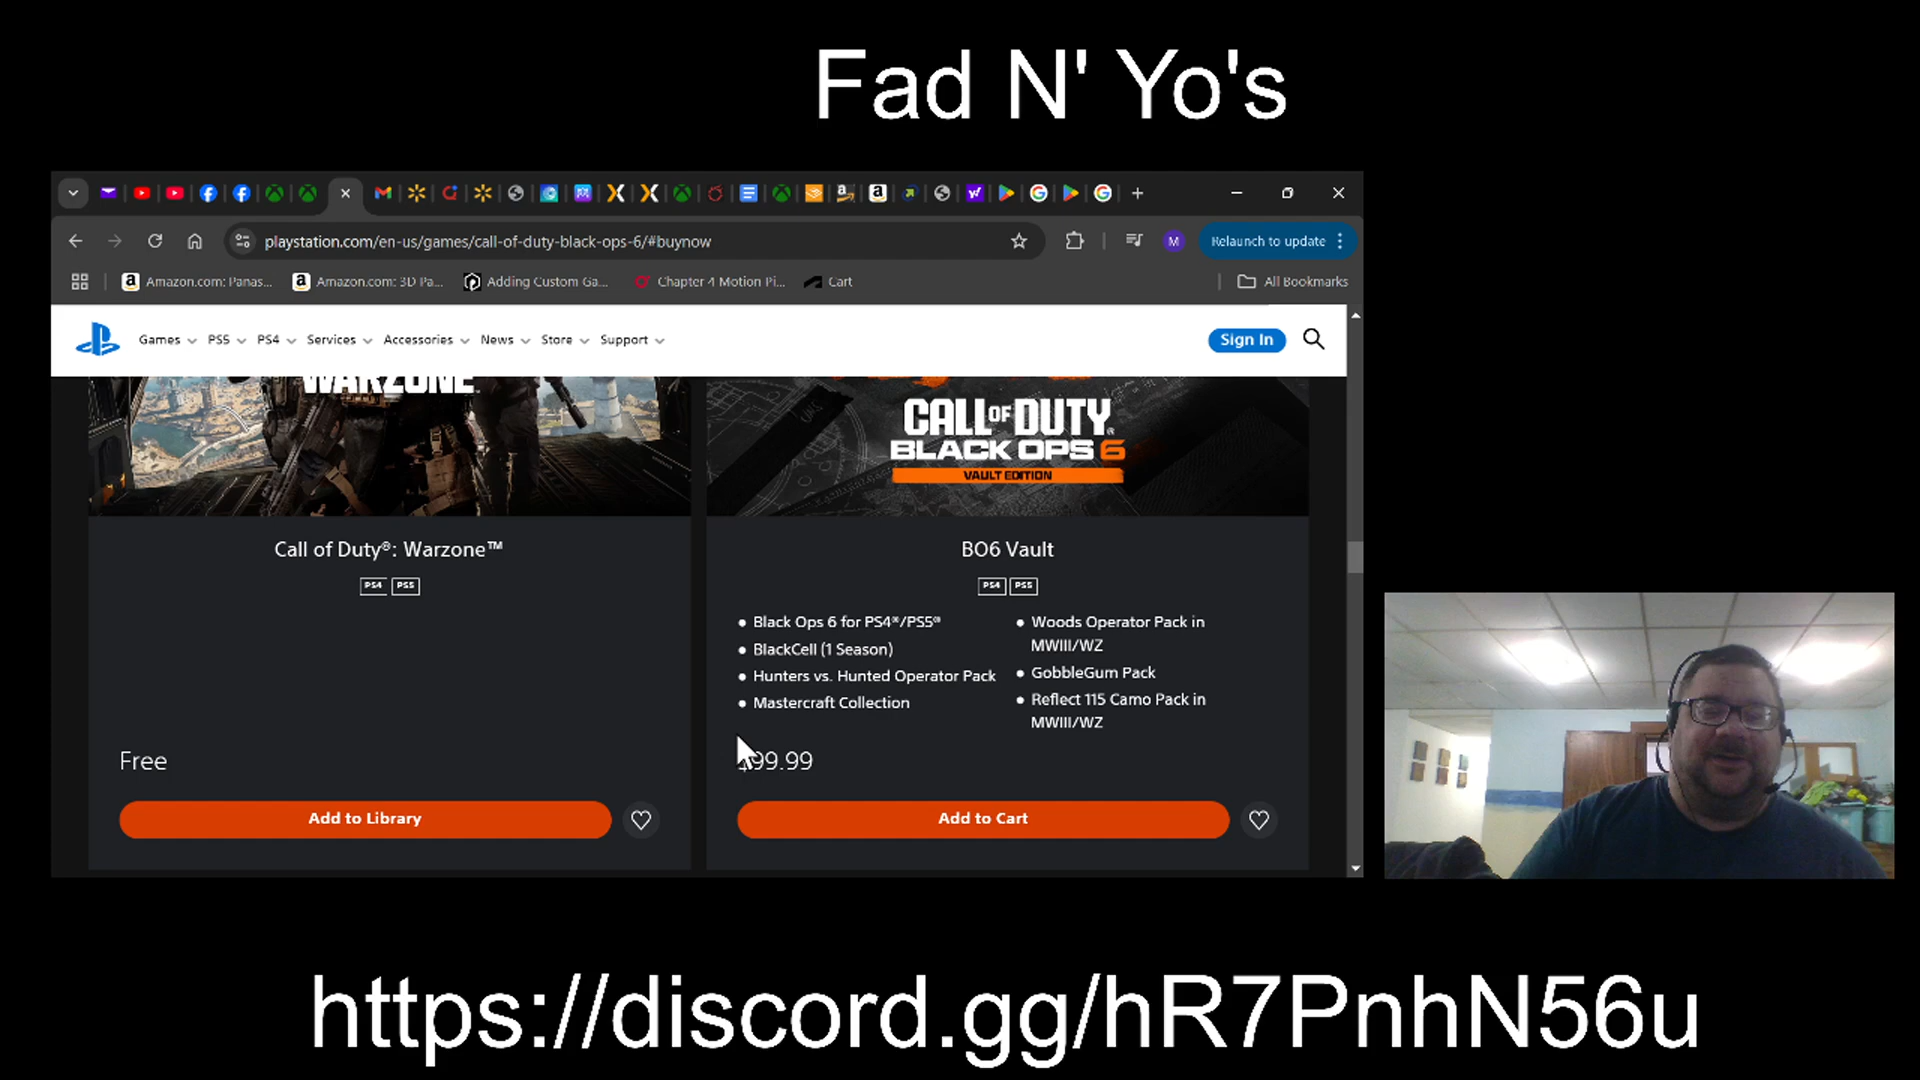 Fad N' Yo's
playstation.com/en-us/games/call-of-duty-black-ops-6/#buynow
Relaunch to update
M
Amazon.com: Panas...
Amazon.com: 3D Pa...
Adding Custom Ga...
Chapter 4 Motion Pi...
Cart
All Bookmarks
Games
PS5
PS4
Services
Accessories
News
Store
Support
Sign In
WARZONE
Call of Duty®: Warzone™
PS4 PS5
Free
Add to Library
CALL OF DUTY®
BLACK OPS 6
VAULT EDITION
BO6 Vault
PS4 PS5
• Black Ops 6 for PS4®/PS5®
• BlackCell (1 Season)
• Hunters vs. Hunted Operator Pack
• Mastercraft Collection
• Woods Operator Pack in
MWIII/WZ
• GobbleGum Pack
• Reflect 115 Camo Pack in
MWIII/WZ
$99.99
Add to Cart
https://discord.gg/hR7PnhN56u